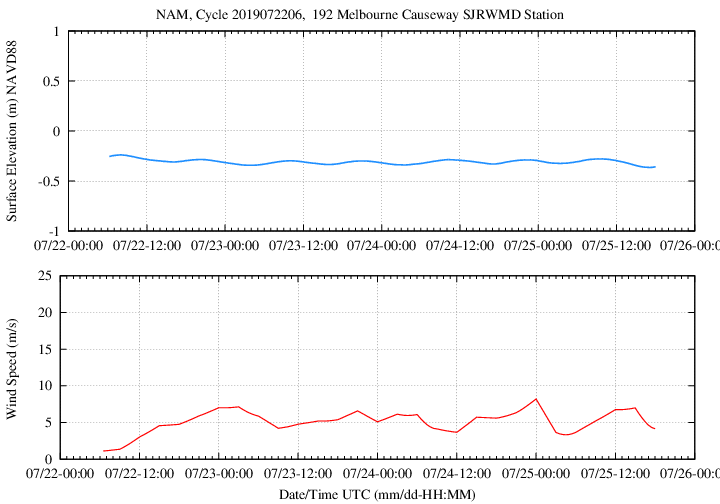 NAM, Cycle 2019072206,  192 Melbourne Causeway SJRWMD Station
Surface Elevation (m) NAVD88
1
0.5
0
-0.5
-1
07/22-00:00 07/22-12:00 07/23-00:00 07/23-12:00 07/24-00:00 07/24-12:00 07/25-00:00 07/25-12:00 07/26-00:00
Wind Speed (m/s)
25
20
15
10
5
0
07/22-00:00 07/22-12:00 07/23-00:00 07/23-12:00 07/24-00:00 07/24-12:00 07/25-00:00 07/25-12:00 07/26-00:00
Date/Time UTC (mm/dd-HH:MM)